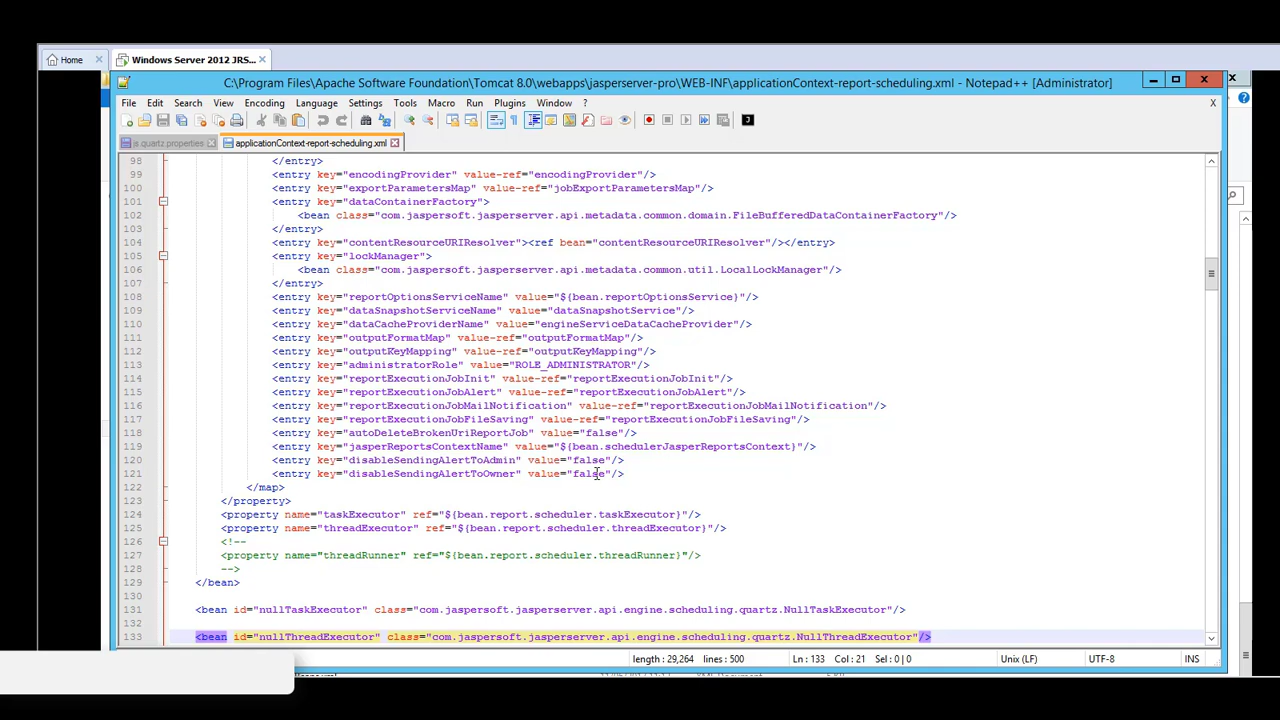 Home
Windows Server 2012 JRS...
C:\Program Files\Apache Software Foundation\Tomcat 8.0\webapps\jasperserver-pro\WEB-INF\applicationContext-report-scheduling.xml - Notepad++ [Administrator]
File Edit Search View Encoding Language Settings Tools Macro Run Plugins Window ? X
js.quartz.properties applicationContext-report-scheduling.xml
98 </entry>
99 <entry key="encodingProvider" value-ref="encodingProvider"/>
100 <entry key="exportParametersMap" value-ref="jobExportParametersMap"/>
101 <entry key="dataContainerFactory">
102 <bean class="com.jaspersoft.jasperserver.api.metadata.common.domain.FileBufferedDataContainerFactory"/>
103 </entry>
104 <entry key="contentResourceURIResolver"><ref bean="contentResourceURIResolver"/></entry>
105 <entry key="lockManager">
106 <bean class="com.jaspersoft.jasperserver.api.metadata.common.util.LocalLockManager"/>
107 </entry>
108 <entry key="reportOptionsServiceName" value="${bean.reportOptionsService}"/>
109 <entry key="dataSnapshotServiceName" value="dataSnapshotService"/>
110 <entry key="dataCacheProviderName" value="engineServiceDataCacheProvider"/>
111 <entry key="outputFormatMap" value-ref="outputFormatMap"/>
112 <entry key="outputKeyMapping" value-ref="outputKeyMapping"/>
113 <entry key="administratorRole" value="ROLE_ADMINISTRATOR"/>
114 <entry key="reportExecutionJobInit" value-ref="reportExecutionJobInit"/>
115 <entry key="reportExecutionJobAlert" value-ref="reportExecutionJobAlert"/>
116 <entry key="reportExecutionJobMailNotification" value-ref="reportExecutionJobMailNotification"/>
117 <entry key="reportExecutionJobFileSaving" value-ref="reportExecutionJobFileSaving"/>
118 <entry key="autoDeleteBrokenUriReportJob" value="false"/>
119 <entry key="jasperReportsContextName" value="${bean.schedulerJasperReportsContext}"/>
120 <entry key="disableSendingAlertToAdmin" value="false"/>
121 <entry key="disableSendingAlertToOwner" value="false"/>
122 </map>
123 </property>
124 <property name="taskExecutor" ref="${bean.report.scheduler.taskExecutor}"/>
125 <property name="threadExecutor" ref="${bean.report.scheduler.threadExecutor}"/>
126 <!--
127 <property name="threadRunner" ref="${bean.report.scheduler.threadRunner}"/>
128 -->
129 </bean>
130
131 <bean id="nullTaskExecutor" class="com.jaspersoft.jasperserver.api.engine.scheduling.quartz.NullTaskExecutor"/>
132
133 <bean id="nullThreadExecutor" class="com.jaspersoft.jasperserver.api.engine.scheduling.quartz.NullThreadExecutor"/>
length : 29,264 lines : 500 Ln : 133 Col : 21 Sel : 0 | 0 Unix (LF) UTF-8 INS